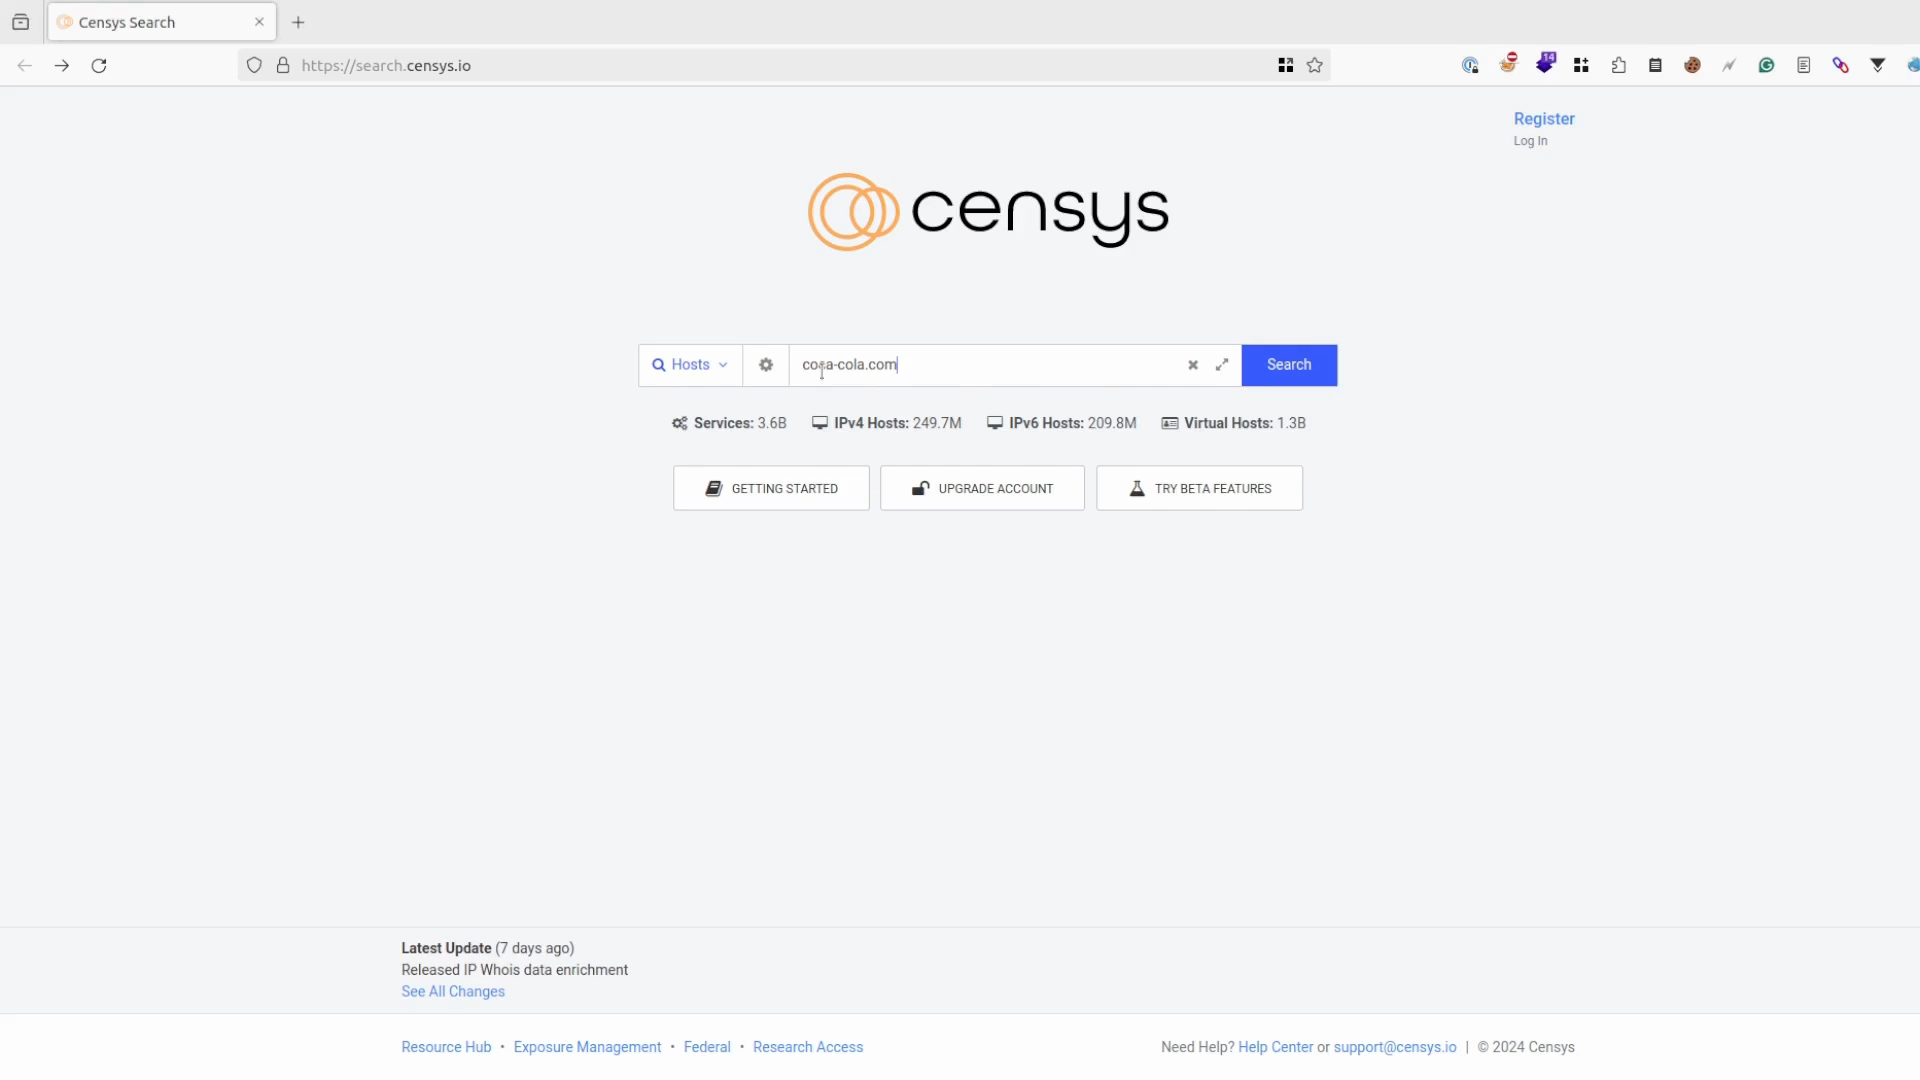 Censys Search
14
https://search.censys.io
Register
Log In
censys
Hosts
coca-cola.com
Search
Services: 3.6B
IPv4 Hosts: 249.7M
IPv6 Hosts: 209.8M
Virtual Hosts: 1.3B
GETTING STARTED
UPGRADE ACCOUNT
TRY BETA FEATURES
Latest Update (7 days ago)
Released IP Whois data enrichment
See All Changes
Resource Hub • Exposure Management • Federal • Research Access
Need Help? Help Center or support@censys.io | © 2024 Censys